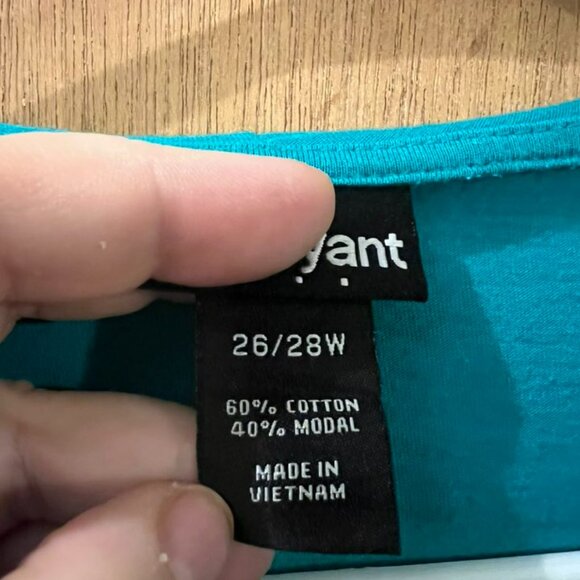 yant
26/28W
60% COTTON
40% MODAL
MADE IN
VIETNAM